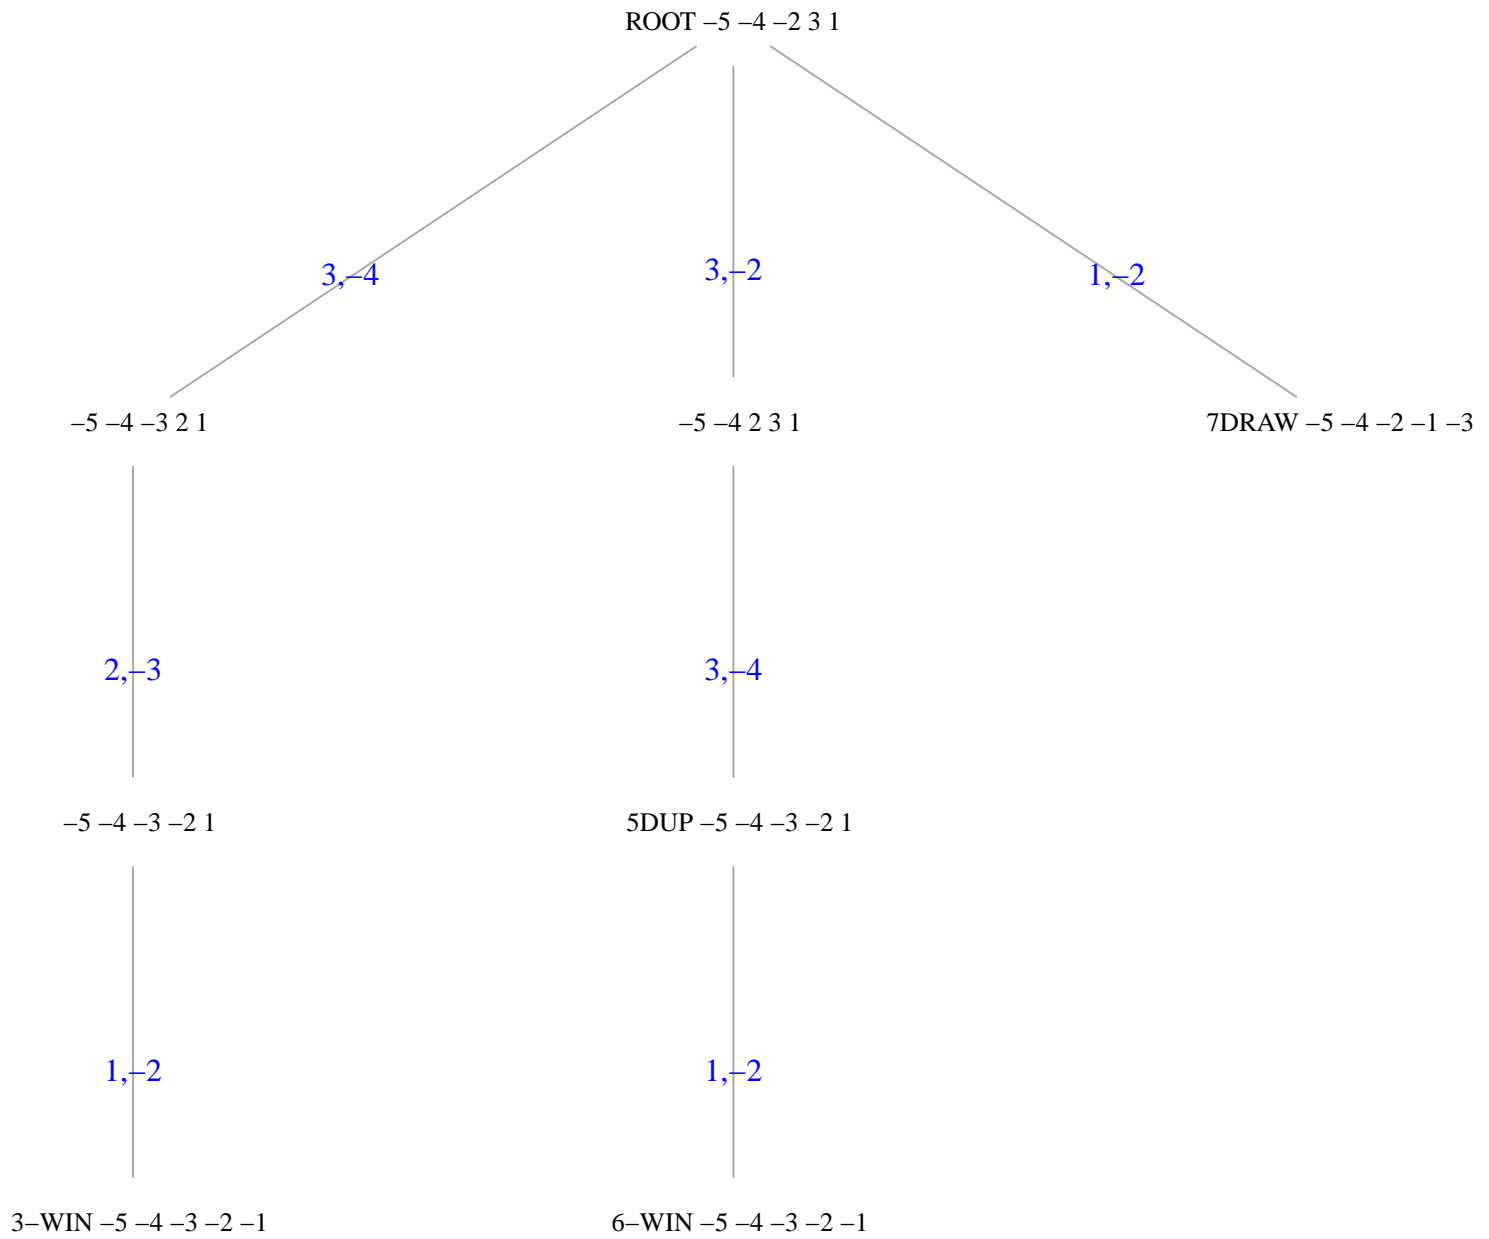 ROOT –5 –4 –2 3 1
3,–4
3,–2
1,–2
–5 –4 –3 2 1
–5 –4 2 3 1
7DRAW –5 –4 –2 –1 –3
2,–3
3,–4
–5 –4 –3 –2 1
5DUP –5 –4 –3 –2 1
1,–2
1,–2
3–WIN –5 –4 –3 –2 –1
6–WIN –5 –4 –3 –2 –1